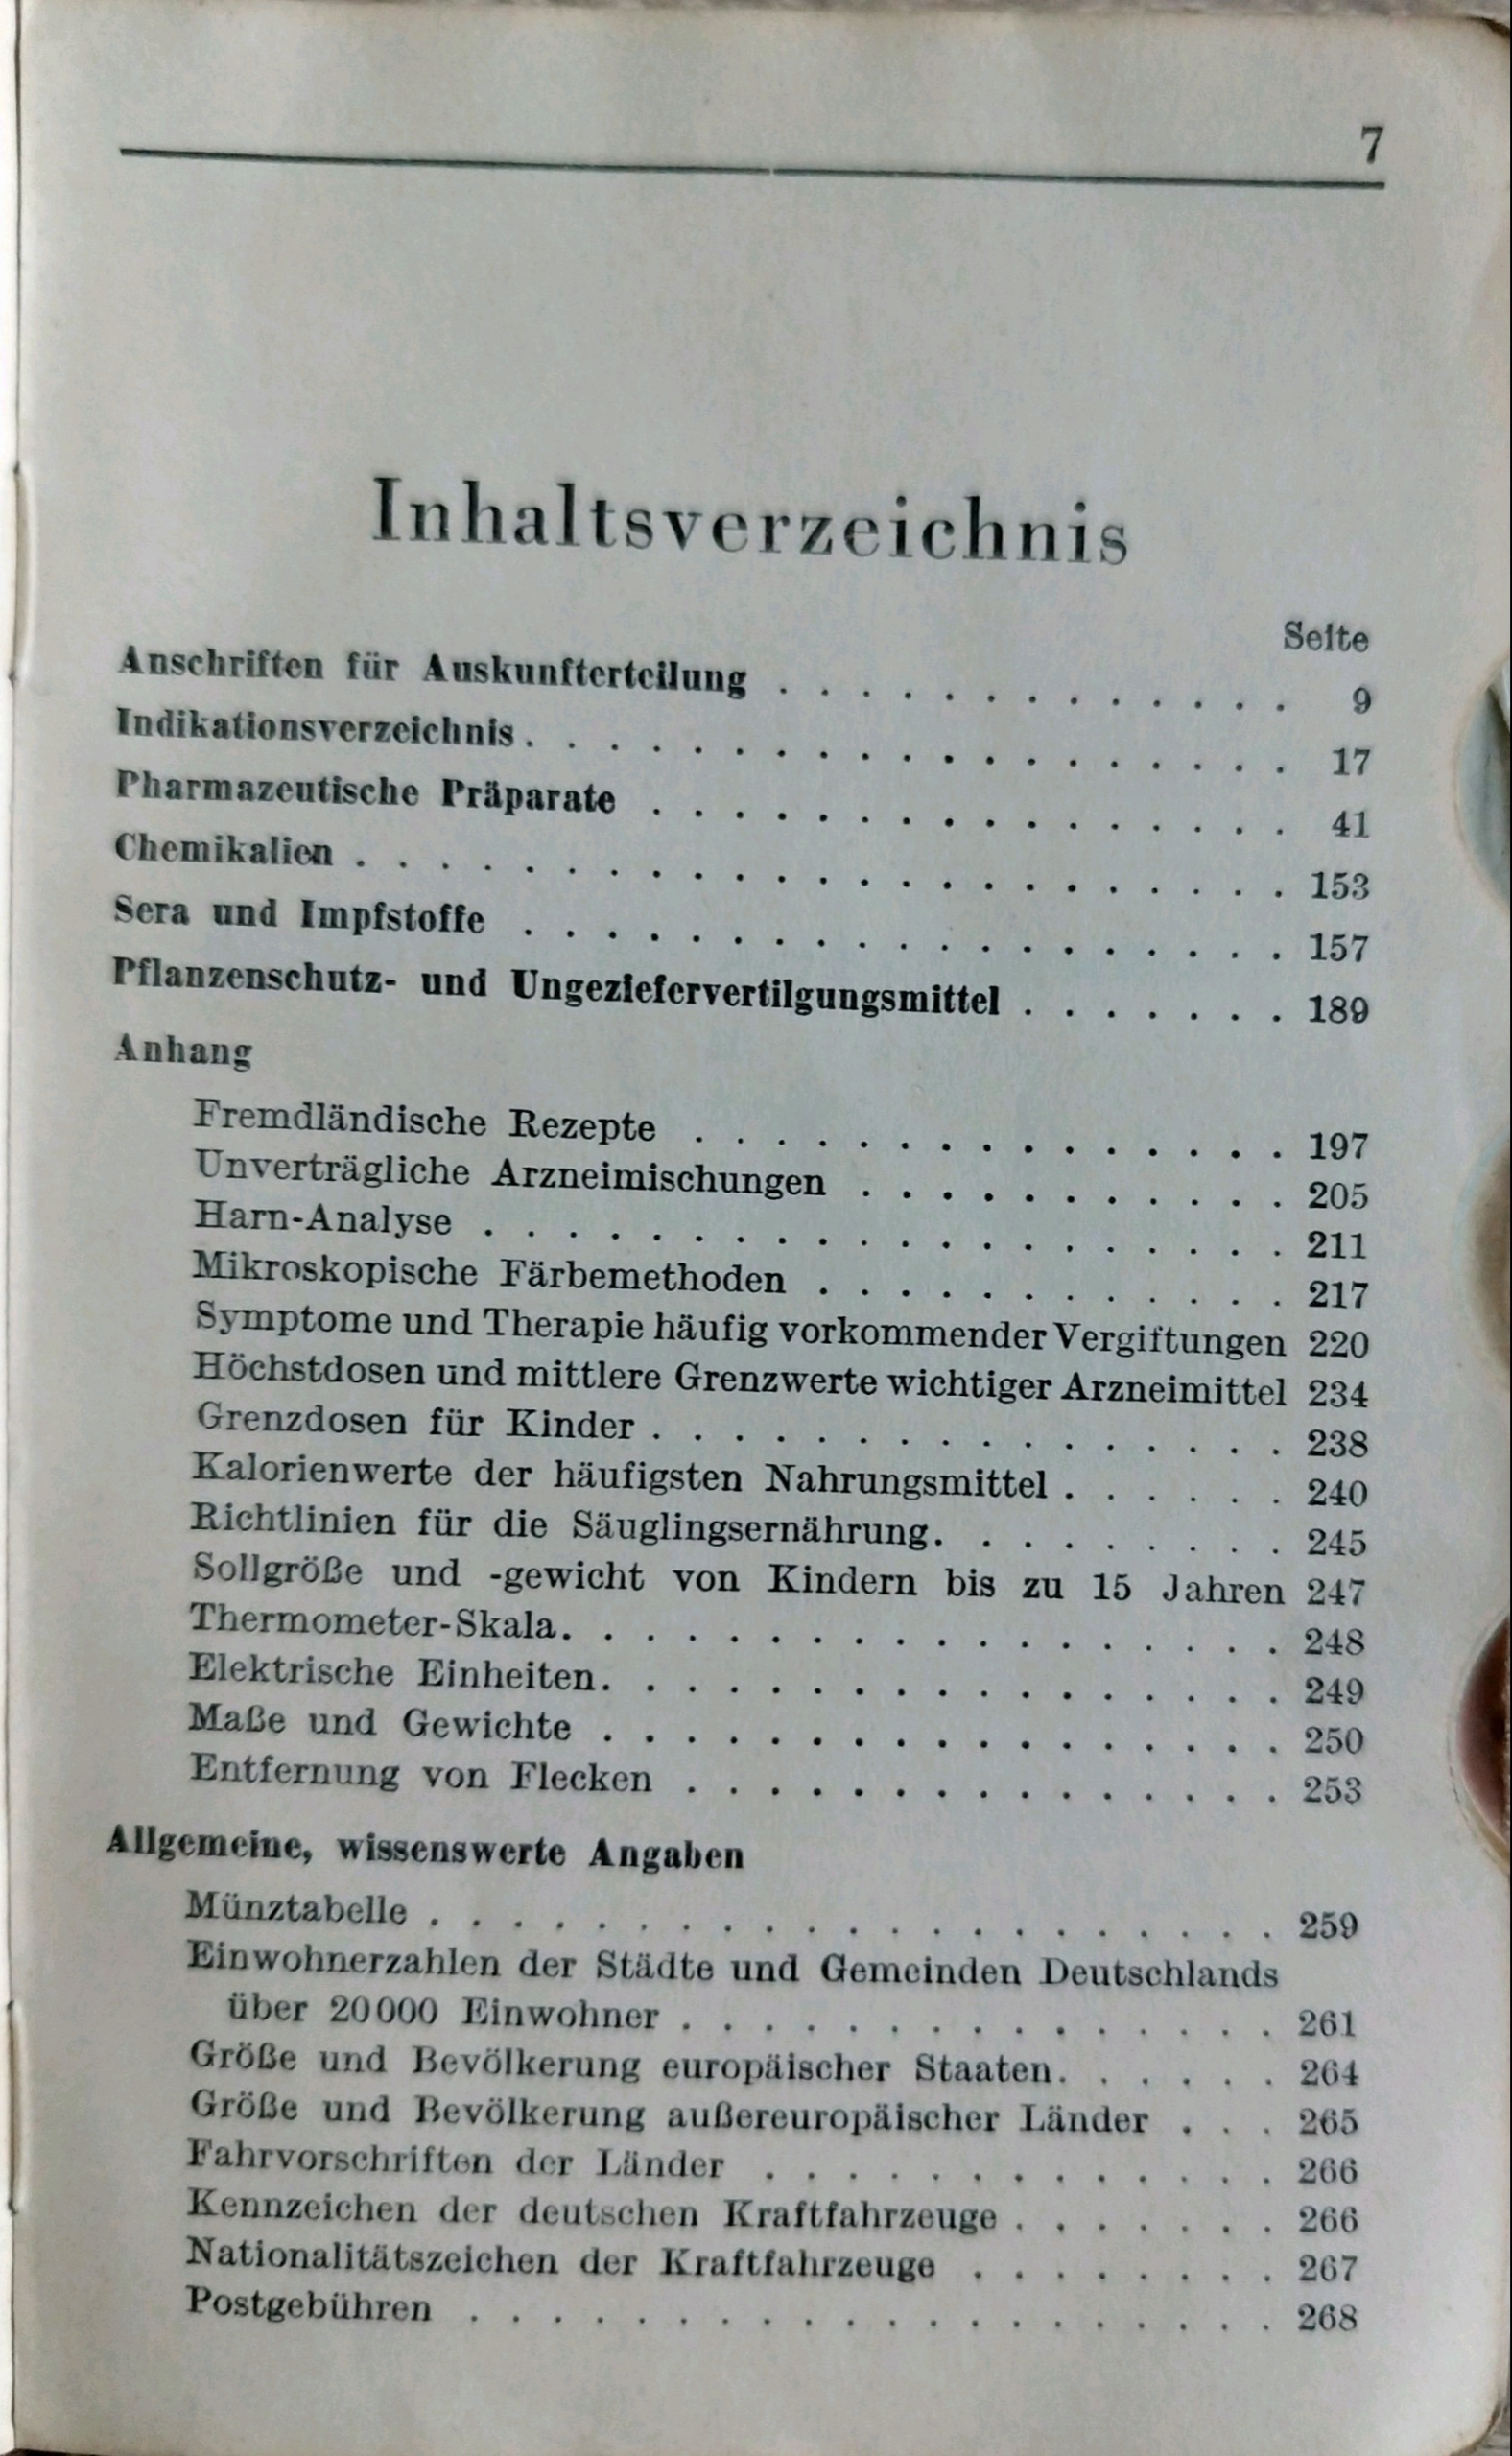 7
Inhaltsverzeichnis
Seite
Anschriften für Auskunfterteilung . . . . . . . . . . . . . 9
Indikationsverzeichnis . . . . . . . . . . . . . . . . . . . 17
Pharmazeutische Präparate . . . . . . . . . . . . . . . . 41
Chemikalien . . . . . . . . . . . . . . . . . . . . . . . 153
Sera und Impfstoffe . . . . . . . . . . . . . . . . . . . 157
Pflanzenschutz- und Ungeziefervertilgungsmittel . . . . . . . 189
Anhang
Fremdländische Rezepte . . . . . . . . . . . . . . . 197
Unverträgliche Arzneimischungen . . . . . . . . . . . 205
Harn-Analyse . . . . . . . . . . . . . . . . . . . . 211
Mikroskopische Färbemethoden . . . . . . . . . . . . 217
Symptome und Therapie häufig vorkommender Vergiftungen 220
Höchstdosen und mittlere Grenzwerte wichtiger Arzneimittel 234
Grenzdosen für Kinder . . . . . . . . . . . . . . . . 238
Kalorienwerte der häufigsten Nahrungsmittel . . . . . . 240
Richtlinien für die Säuglingsernährung. . . . . . . . . 245
Sollgröße und -gewicht von Kindern bis zu 15 Jahren 247
Thermometer-Skala. . . . . . . . . . . . . . . . . . 248
Elektrische Einheiten. . . . . . . . . . . . . . . . . 249
Maße und Gewichte . . . . . . . . . . . . . . . . . 250
Entfernung von Flecken . . . . . . . . . . . . . . . 253
Allgemeine, wissenswerte Angaben
Münztabelle . . . . . . . . . . . . . . . . . . . . . 259
Einwohnerzahlen der Städte und Gemeinden Deutschlands
über 20000 Einwohner . . . . . . . . . . . . . . . 261
Größe und Bevölkerung europäischer Staaten. . . . . . 264
Größe und Bevölkerung außereuropäischer Länder . . . 265
Fahrvorschriften der Länder . . . . . . . . . . . . . 266
Kennzeichen der deutschen Kraftfahrzeuge . . . . . . . 266
Nationalitätszeichen der Kraftfahrzeuge . . . . . . . . 267
Postgebühren . . . . . . . . . . . . . . . . . . . . 268